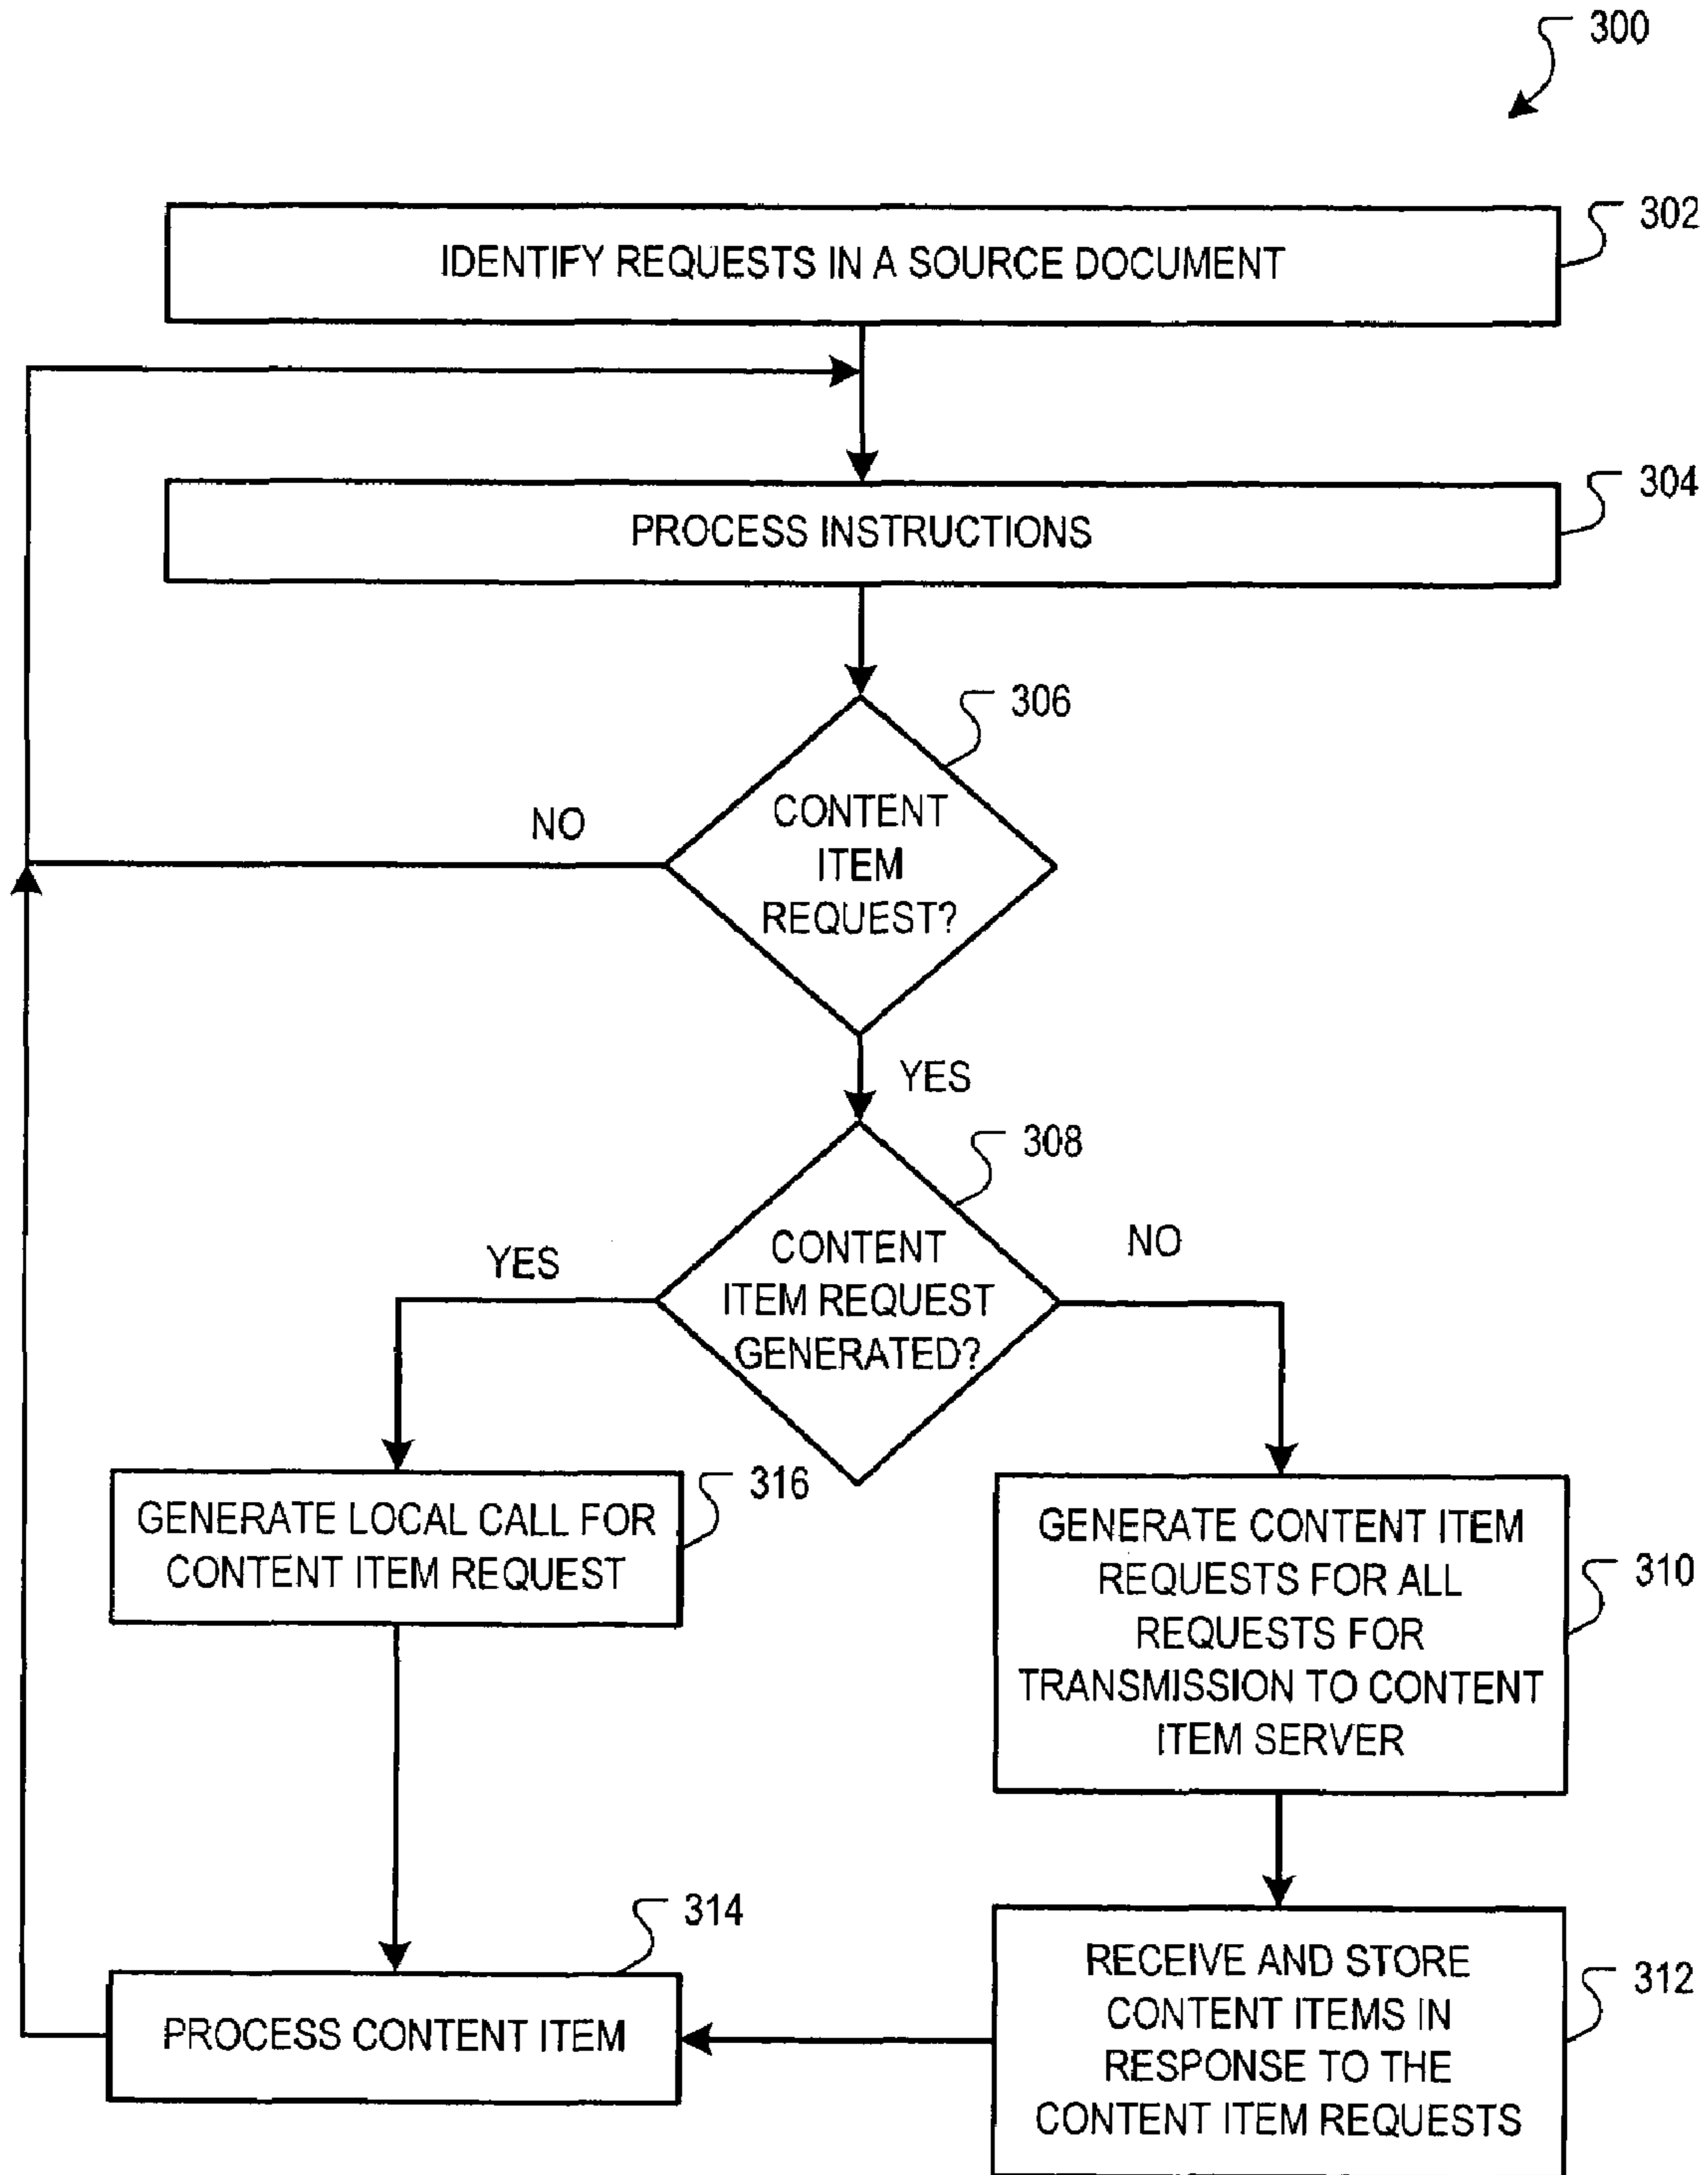 300
302
IDENTIFY REQUESTS IN A SOURCE DOCUMENT
304
PROCESS INSTRUCTIONS
306
CONTENT
ITEM
REQUEST?
NO
YES
308
CONTENT
ITEM REQUEST
GENERATED?
YES
NO
316
GENERATE LOCAL CALL FOR
CONTENT ITEM REQUEST
GENERATE CONTENT ITEM
REQUESTS FOR ALL
REQUESTS FOR
TRANSMISSION TO CONTENT
ITEM SERVER
310
314
PROCESS CONTENT ITEM
RECEIVE AND STORE
CONTENT ITEMS IN
RESPONSE TO THE
CONTENT ITEM REQUESTS
312